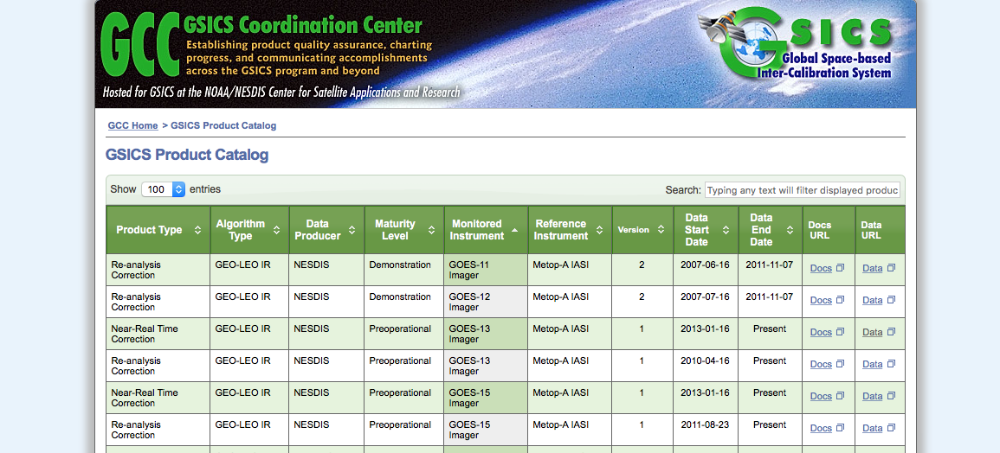 GCC GSICS Coordination Center
Establishing product quality assurance, charting
progress, and communicating accomplishments
across the GSICS program and beyond
Hosted for GSICS at the NOAA/NESDIS Center for Satellite Applications and Research
GSICS
Global Space-based
Inter-Calibration System
GCC Home > GSICS Product Catalog
GSICS Product Catalog
Show 100 entries
Search: Typing any text will filter displayed produc
Product Type Algorithm Type Data Producer Maturity Level Monitored Instrument Reference Instrument Version Data Start Date Data End Date Docs URL Data URL
Re-analysis Correction GEO-LEO IR NESDIS Demonstration GOES-11 Imager Metop-A IASI 2 2007-06-16 2011-11-07 Docs Data
Re-analysis Correction GEO-LEO IR NESDIS Demonstration GOES-12 Imager Metop-A IASI 2 2007-07-16 2011-11-07 Docs Data
Near-Real Time Correction GEO-LEO IR NESDIS Preoperational GOES-13 Imager Metop-A IASI 1 2013-01-16 Present Docs Data
Re-analysis Correction GEO-LEO IR NESDIS Preoperational GOES-13 Imager Metop-A IASI 1 2010-04-16 Present Docs Data
Near-Real Time Correction GEO-LEO IR NESDIS Preoperational GOES-15 Imager Metop-A IASI 1 2013-01-16 Present Docs Data
Re-analysis Correction GEO-LEO IR NESDIS Preoperational GOES-15 Imager Metop-A IASI 1 2011-08-23 Present Docs Data